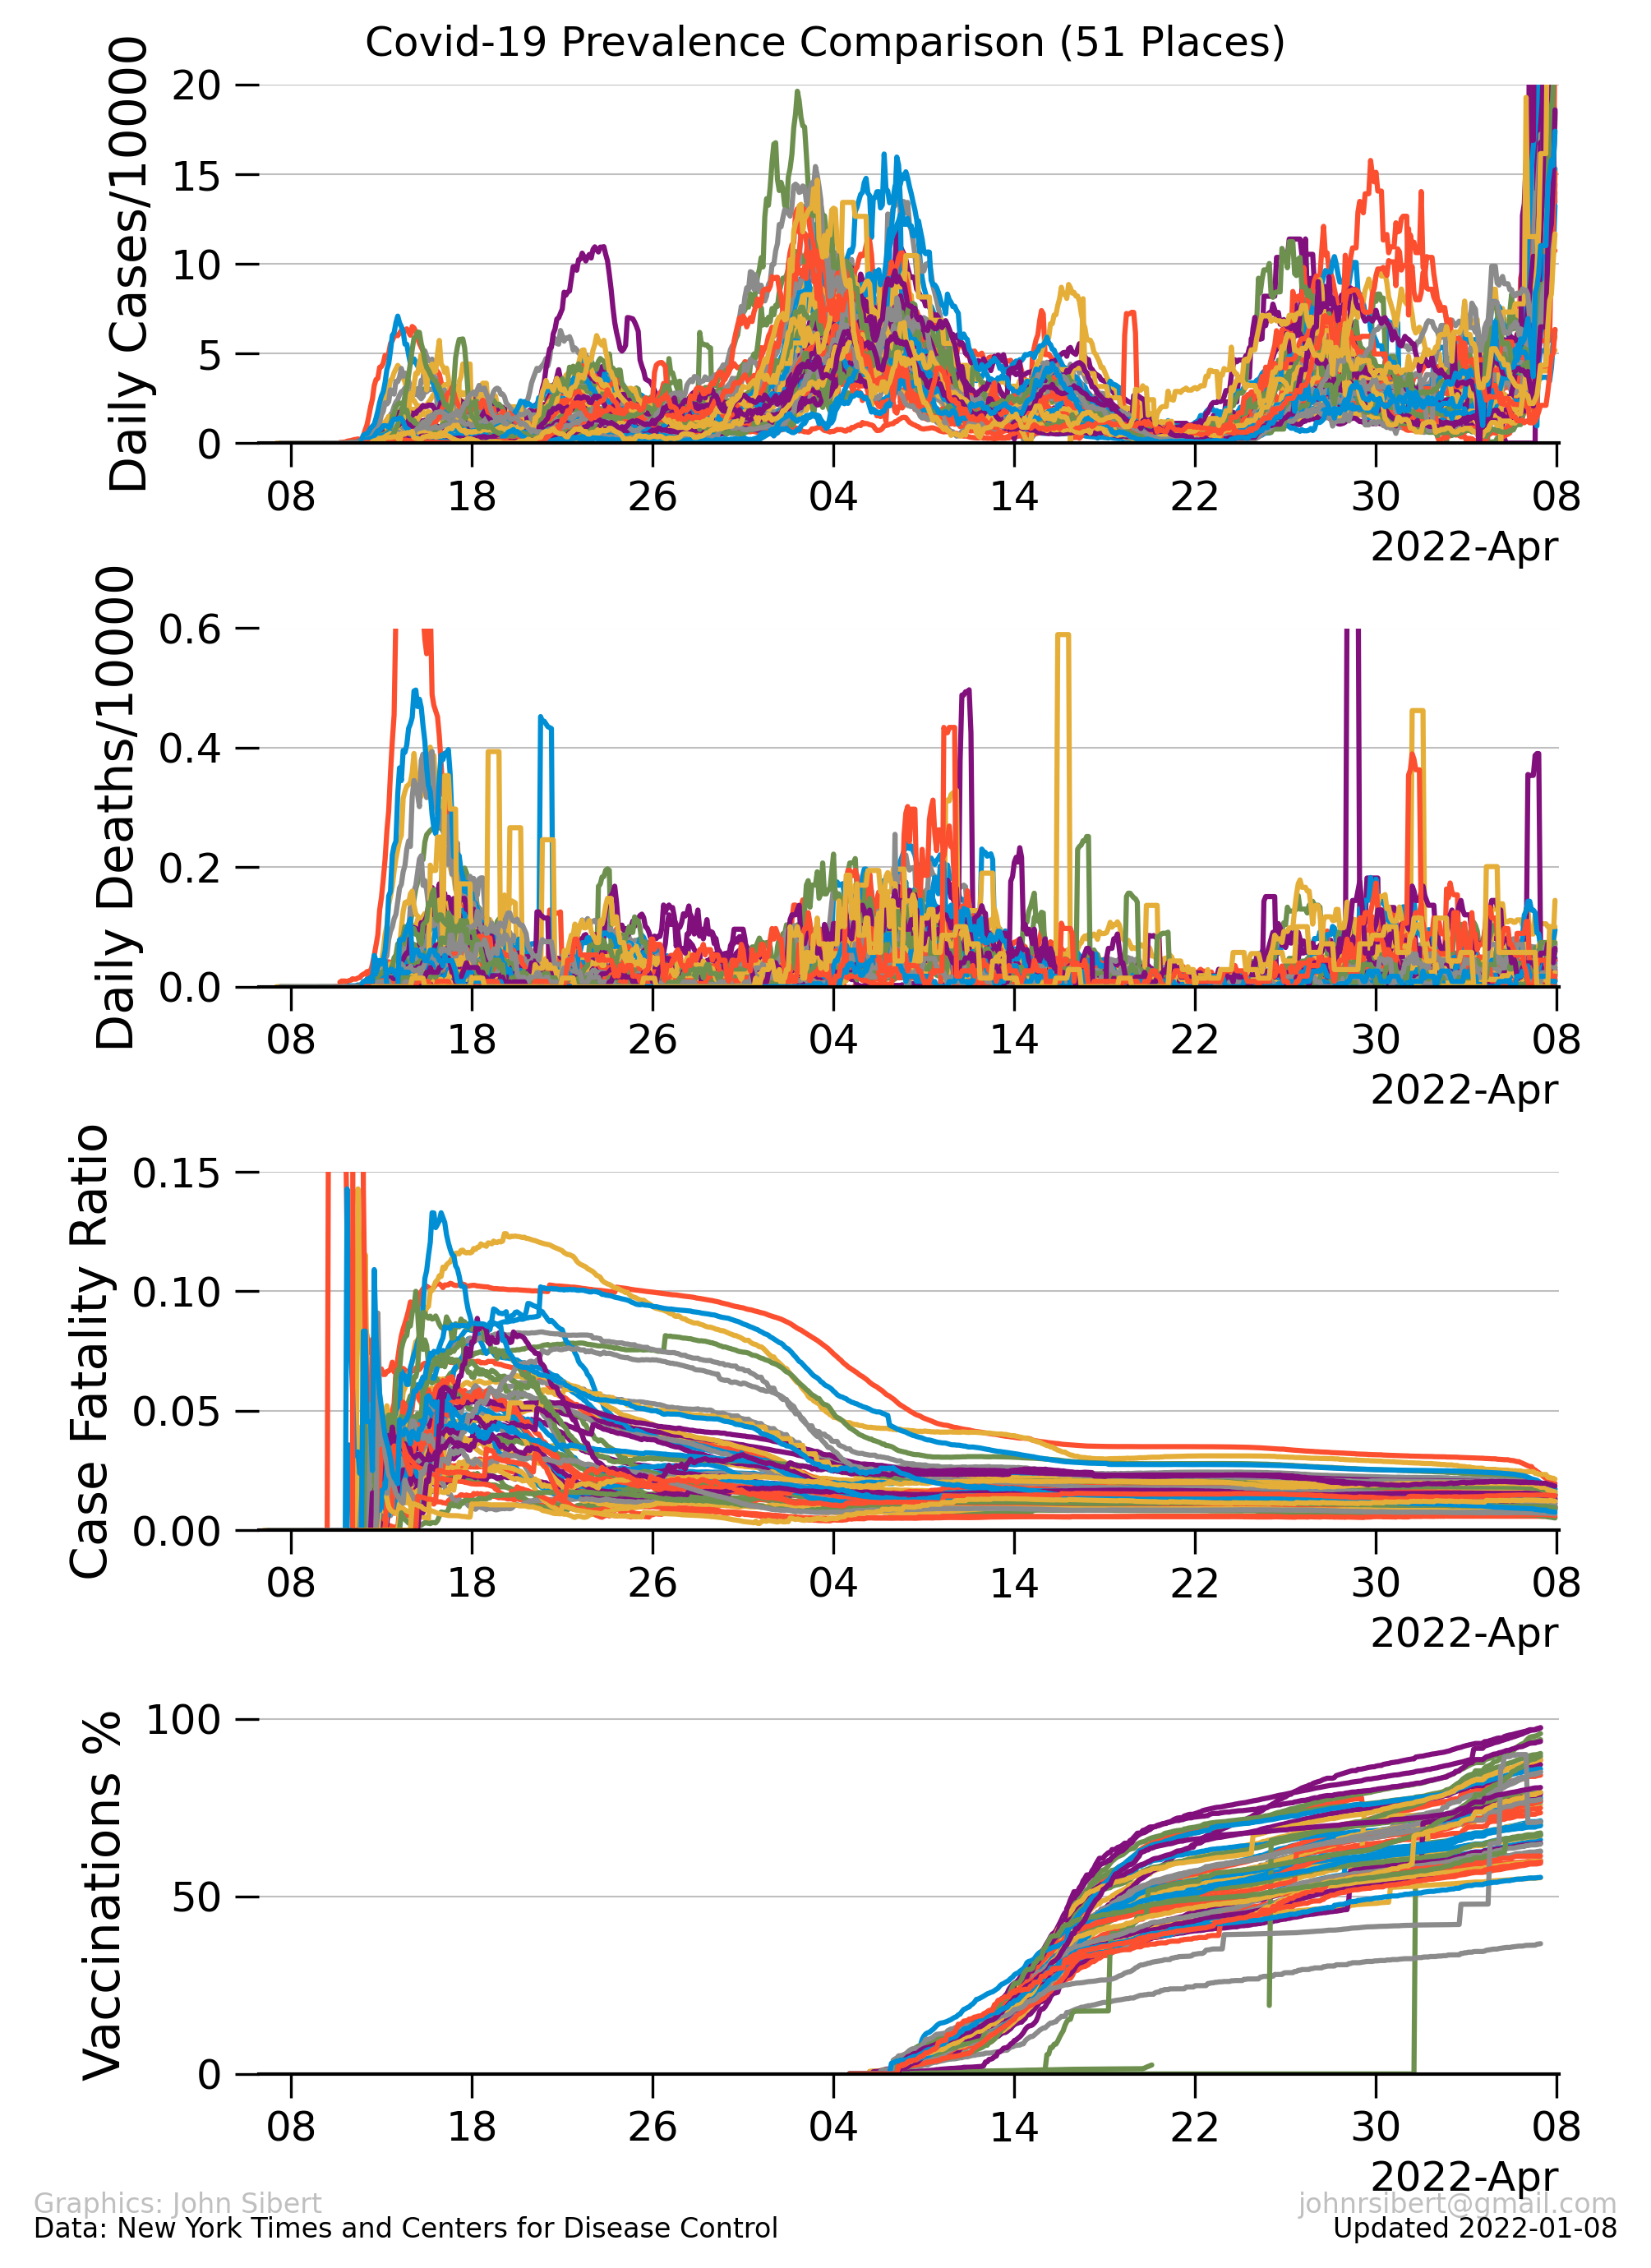 Covid-19 Prevalence Comparison (51 Places)
Daily Cases/10000
20
15
10
5
0
08 18 26 04 14 22 30 08
2022-Apr
Daily Deaths/10000
0.6
0.4
0.2
0.0
08 18 26 04 14 22 30 08
2022-Apr
Case Fatality Ratio
0.15
0.10
0.05
0.00
08 18 26 04 14 22 30 08
2022-Apr
Vaccinations %
100
50
0
08 18 26 04 14 22 30 08
2022-Apr
Graphics: John Sibert johnrsibert@gmail.com
Data: New York Times and Centers for Disease Control Updated 2022-01-08